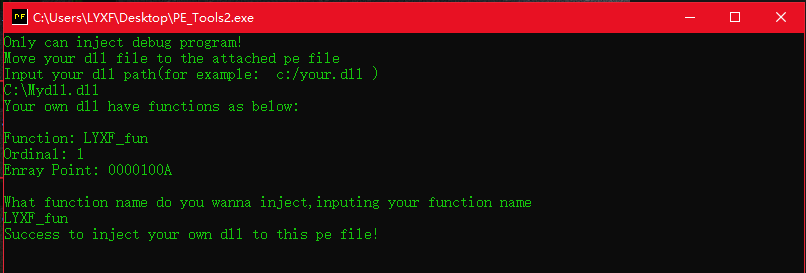 PE C:\Users\LYXF\Desktop\PE_Tools2.exe
Only can inject debug program!
Move your dll file to the attached pe file
Input your dll path(for example:  c:/your.dll )
C:\Mydll.dll
Your own dll have functions as below:
Function: LYXF_fun
Ordinal: 1
Enray Point: 0000100A
What function name do you wanna inject,inputing your function name
LYXF_fun
Success to inject your own dll to this pe file!